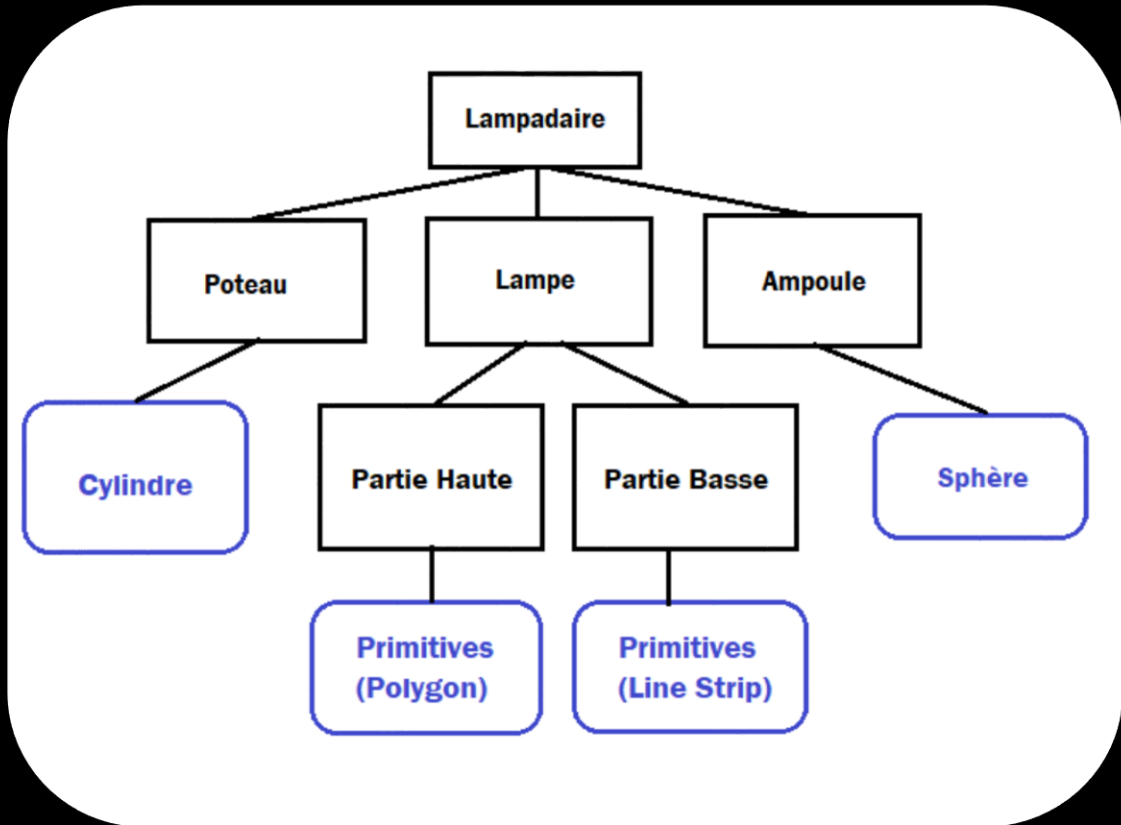 Lampadaire
Poteau
Lampe
Ampoule
Cylindre
Partie Haute
Partie Basse
Sphère
Primitives
(Polygon)
Primitives
(Line Strip)